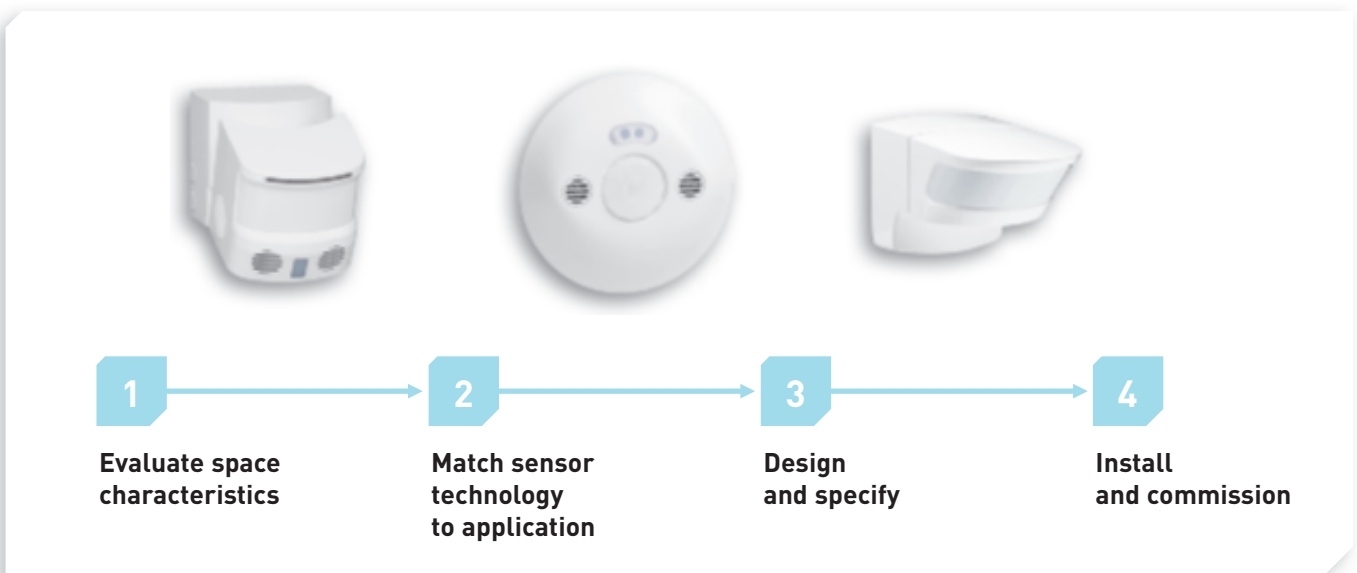 1
2
3
4
Evaluate space
characteristics
Match sensor
technology
to application
Design
and specify
Install
and commission